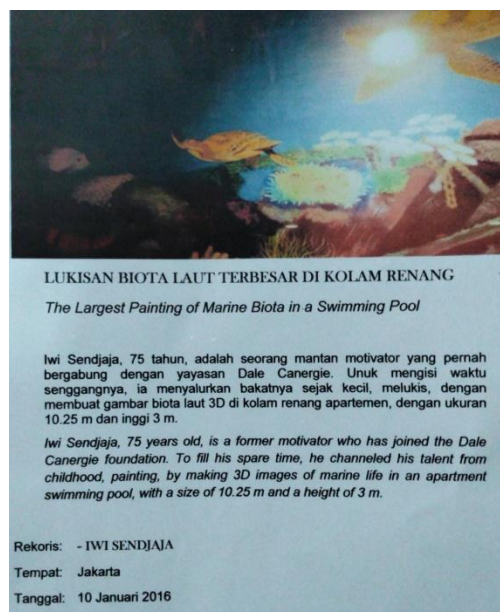 LUKISAN BIOTA LAUT TERBESAR DI KOLAM RENANG
The Largest Painting of Marine Biota in a Swimming Pool
Iwi Sendjaja, 75 tahun, adalah seorang mantan motivator yang pernah
bergabung dengan yayasan Dale Canergie. Unuk mengisi waktu
senggangnya, ia menyalurkan bakatnya sejak kecil, melukis, dengan
membuat gambar biota laut 3D di kolam renang apartemen, dengan ukuran
10.25 m dan inggi 3 m.
Iwi Sendjaja, 75 years old, is a former motivator who has joined the Dale
Canergie foundation. To fill his spare time, he channeled his talent from
childhood, painting, by making 3D images of marine life in an apartment
swimming pool, with a size of 10.25 m and a height of 3 m.
Rekoris: - IWI SENDJAJA
Tempat: Jakarta
Tanggal: 10 Januari 2016